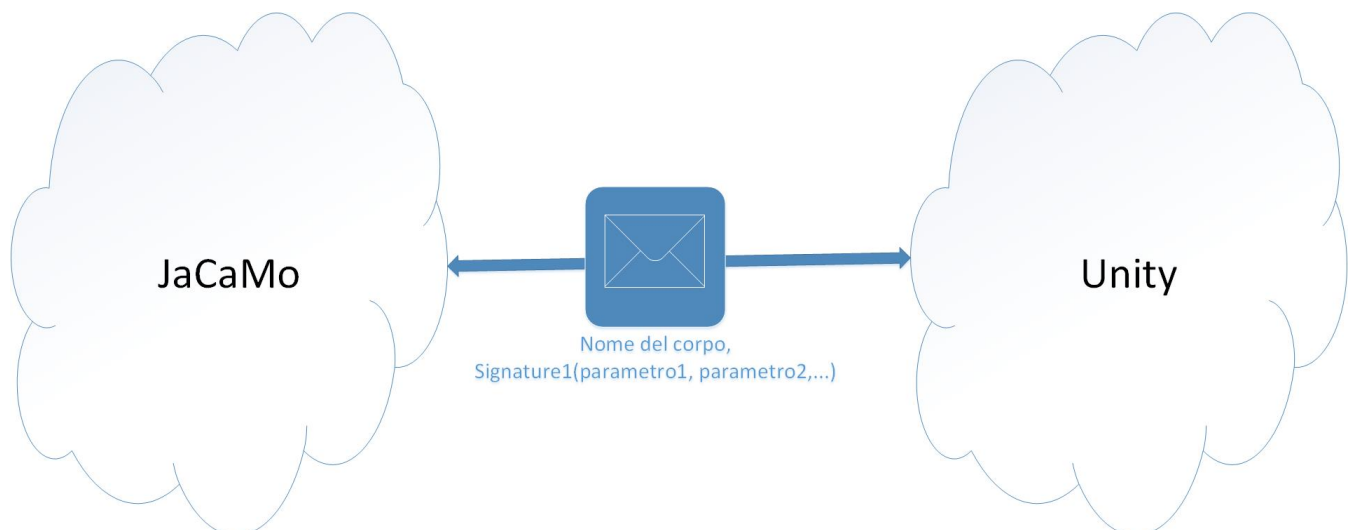 JaCaMo
Unity
Nome del corpo,
Signature1(parametro1, parametro2,...)